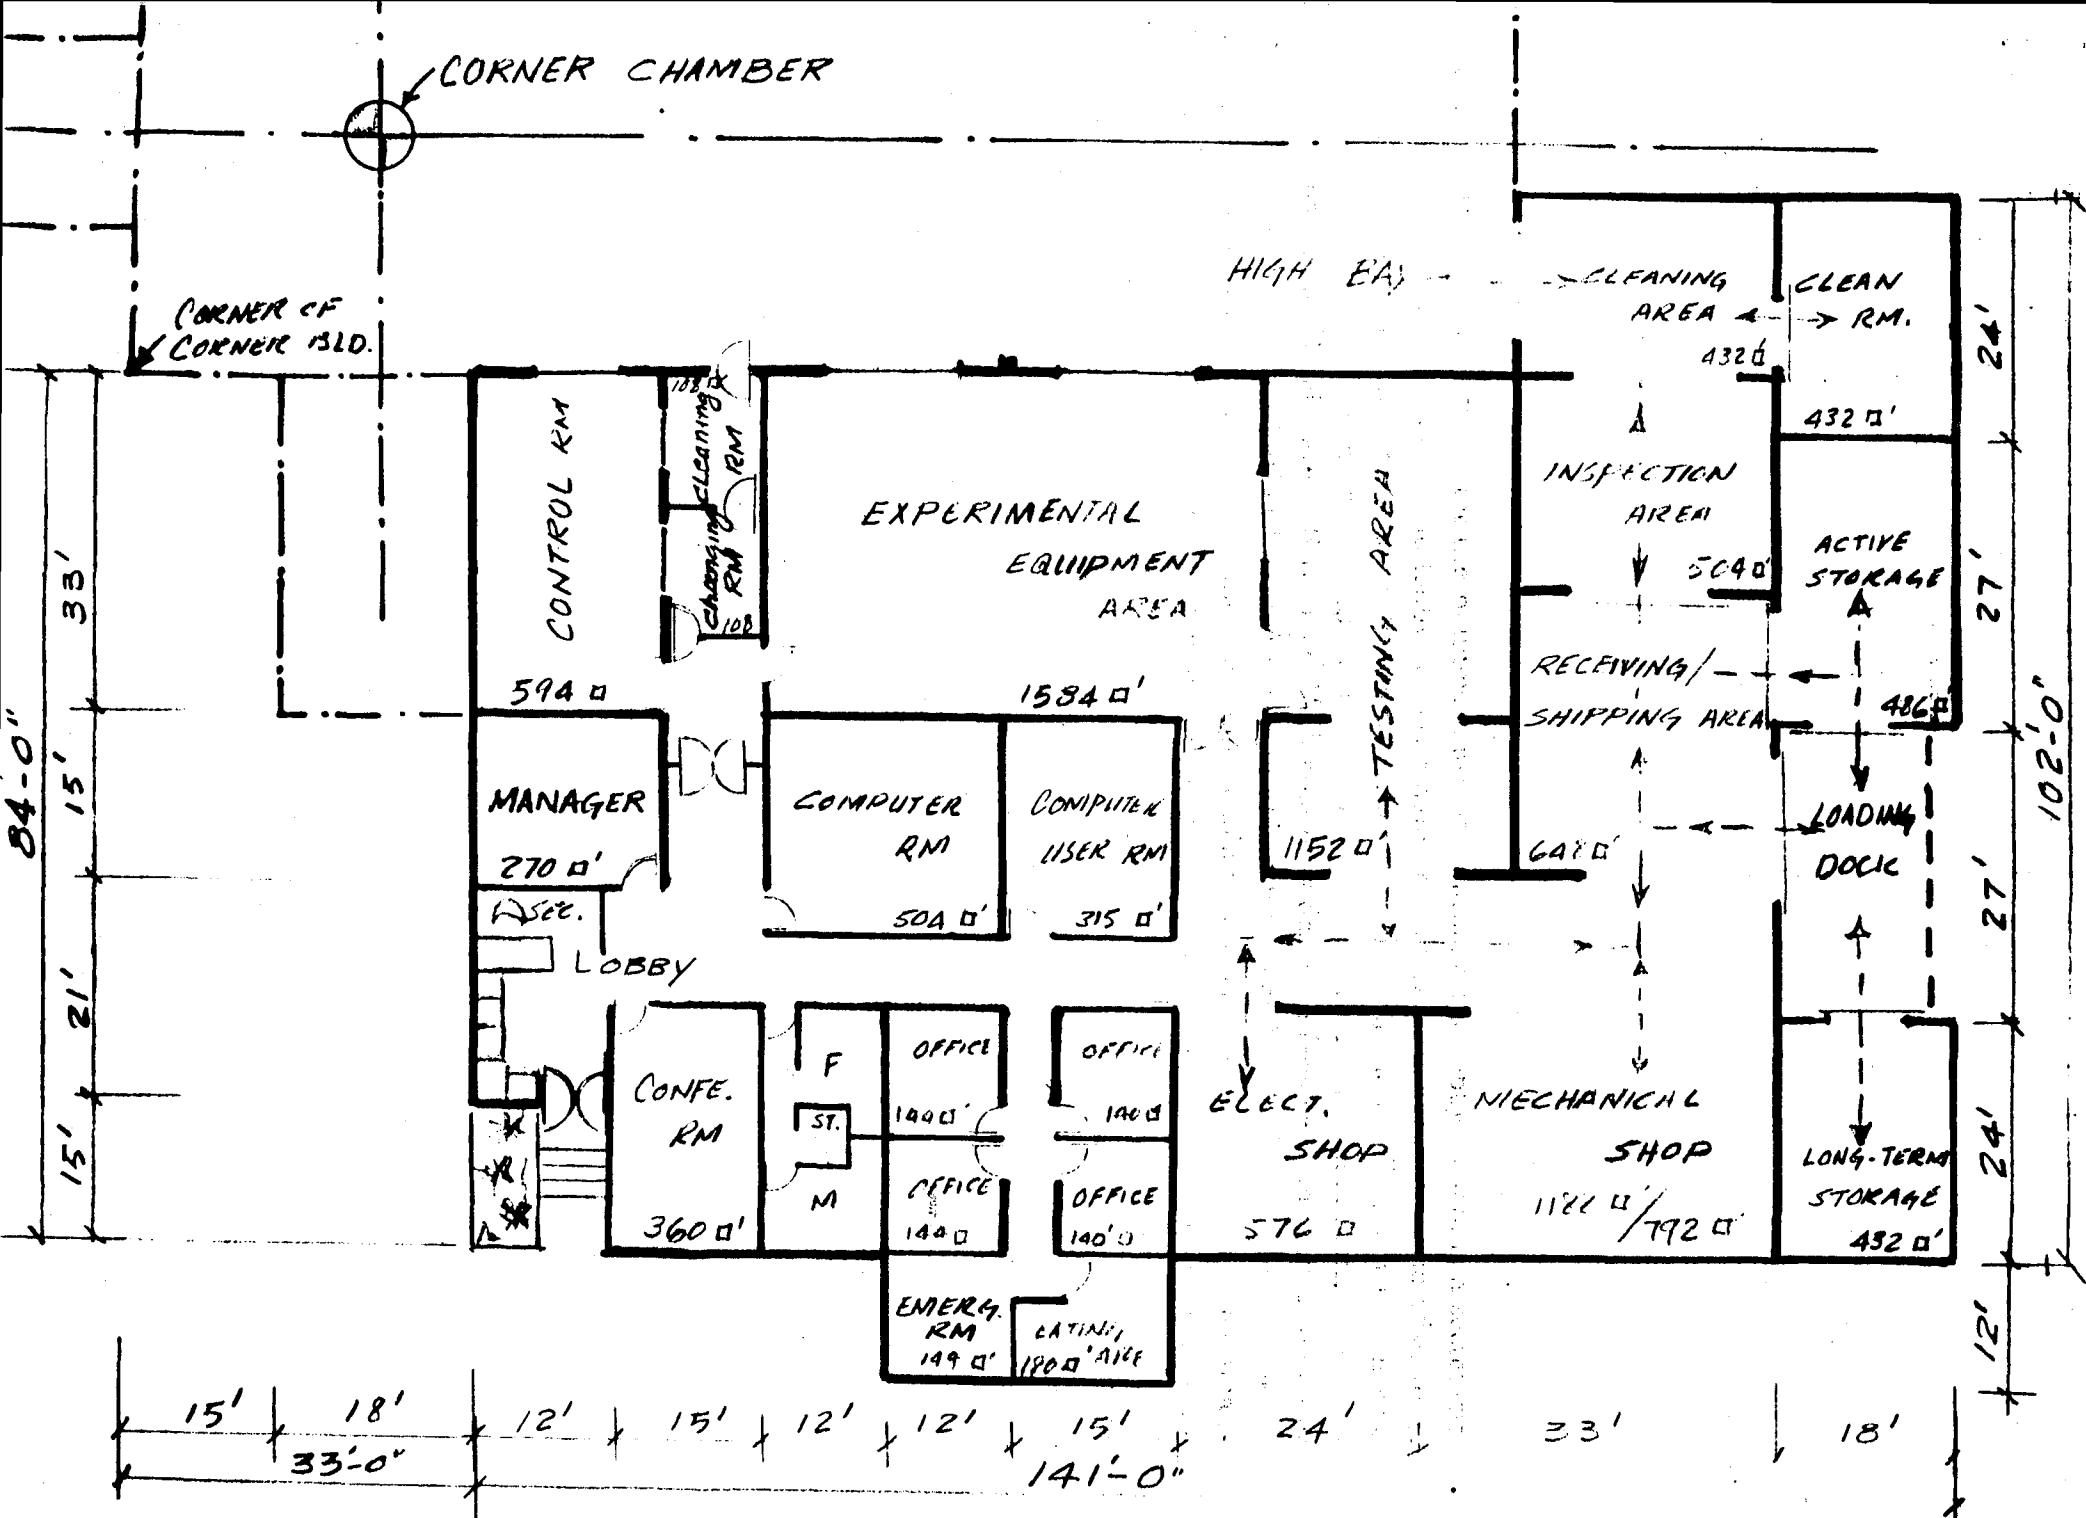 CORNER CHAMBER
CORNER OF
CORNER BLD.
HIGH BAY
CLEANING
AREA
432□'
CLEAN
RM.
432□'
CONTROL RM
594□
108□
Cleaning
RM
Changing
RM
108
EXPERIMENTAL
EQUIPMENT
AREA
1584□'
TESTING AREA
1152□'
INSPECTION
AREA
504□'
ACTIVE
STORAGE
486□'
RECEIVING/
SHIPPING AREA
LOADING
DOCK
MANAGER
270□'
COMPUTER
RM
504□'
COMPUTER
USER RM
315□'
SEC.
LOBBY
CONFE.
RM
360□'
F
ST.
M
OFFICE
144□'
OFFICE
140□
OFFICE
144□
OFFICE
140'□
ELECT.
SHOP
576□
MECHANICAL
SHOP
/792□'
LONG-TERM
STORAGE
432□'
EMERG.
RM
EATING
180□'
84'-0"
33'
15'
21'
15'
24'
27'
27'
24'
12'
102'-0"
15'
18'
12'
15'
12'
12'
15'
24'
33'
18'
33'-0"
141'-0"